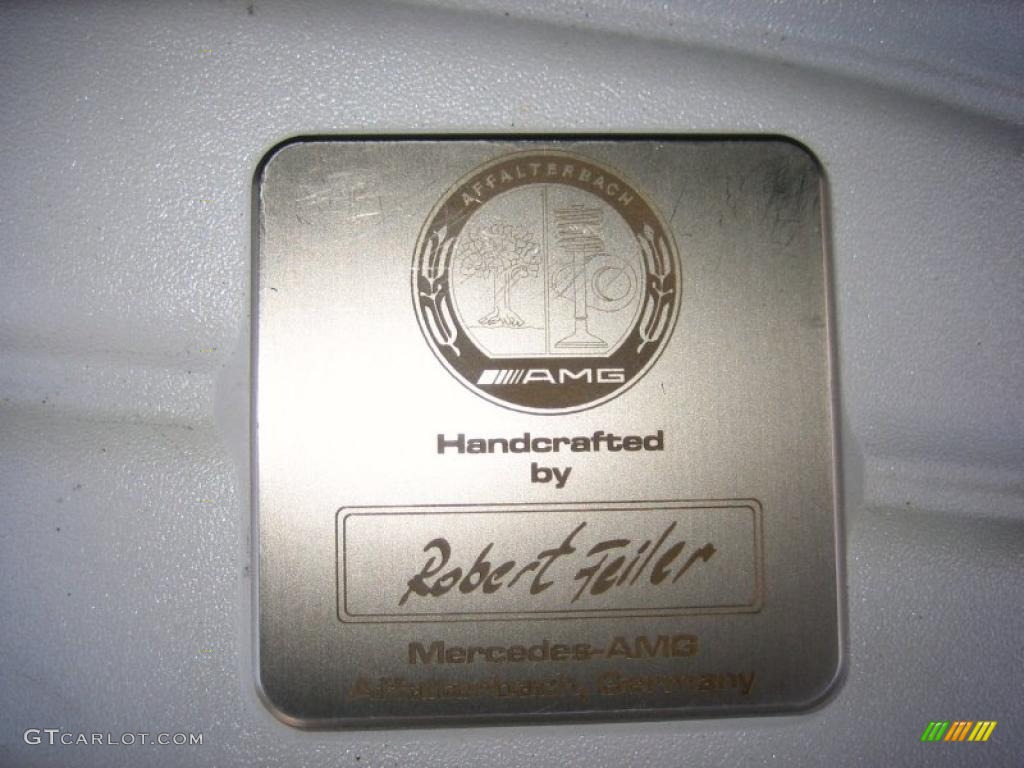 AFFALTERBACH
AMG
Handcrafted
by
Robert Feiler
Mercedes-AMG
Affalterbach, Germany
GTCARLOT.COM